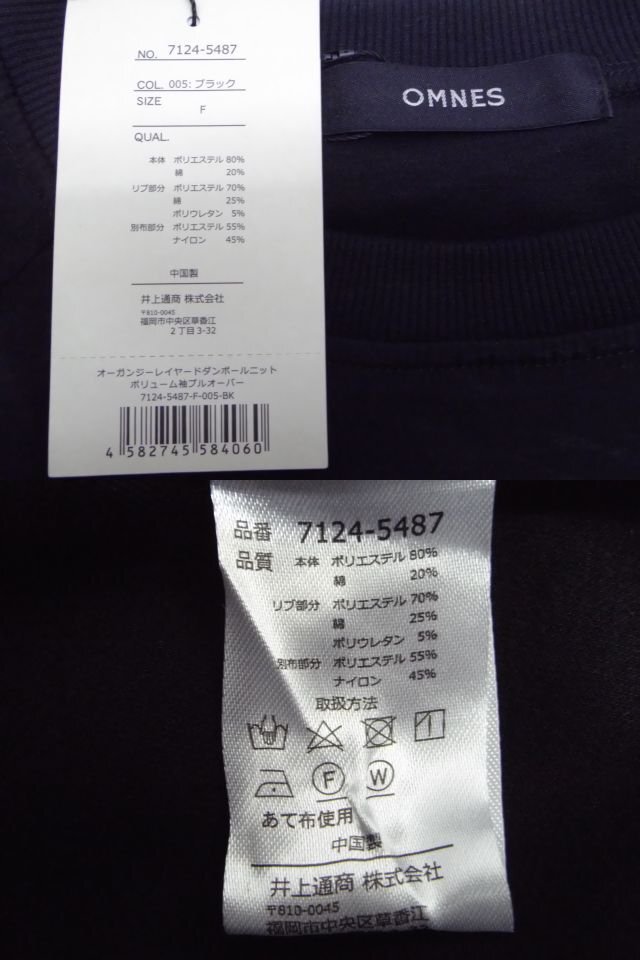 NO. 7124-5487
COL. 005: ブラック
SIZE
F
QUAL.
本体 ポリエステル 80%
綿 20%
リブ部分 ポリエステル 70%
綿 25%
ポリウレタン 5%
別布部分 ポリエステル 55%
ナイロン 45%
中国製
井上通商 株式会社
〒810-0045
福岡市中央区草香江
2丁目3-32
オーガンジーレイヤードダンボールニット
ボリューム袖プルオーバー
7124-5487-F-005-BK
4 582745 584060
OMNES
品番 7124-5487
品質 本体 ポリエステル 80%
綿 20%
リブ部分 ポリエステル 70%
綿 25%
ポリウレタン 5%
別布部分 ポリエステル 55%
ナイロン 45%
取扱方法
F W
あて布使用
中国製
井上通商 株式会社
〒810-0045
福岡市中央区草香江